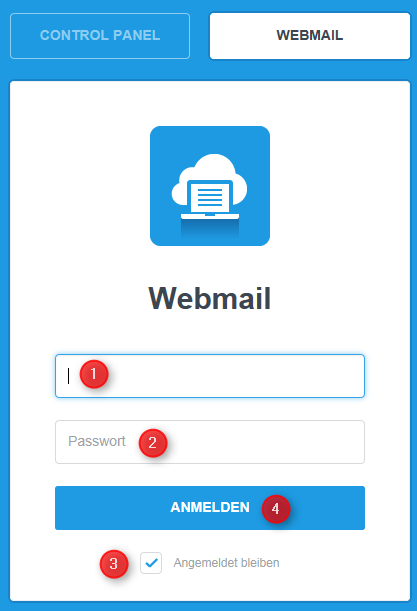 CONTROL PANEL
WEBMAIL
Webmail
1
Passwort 2
ANMELDEN 4
3 Angemeldet bleiben